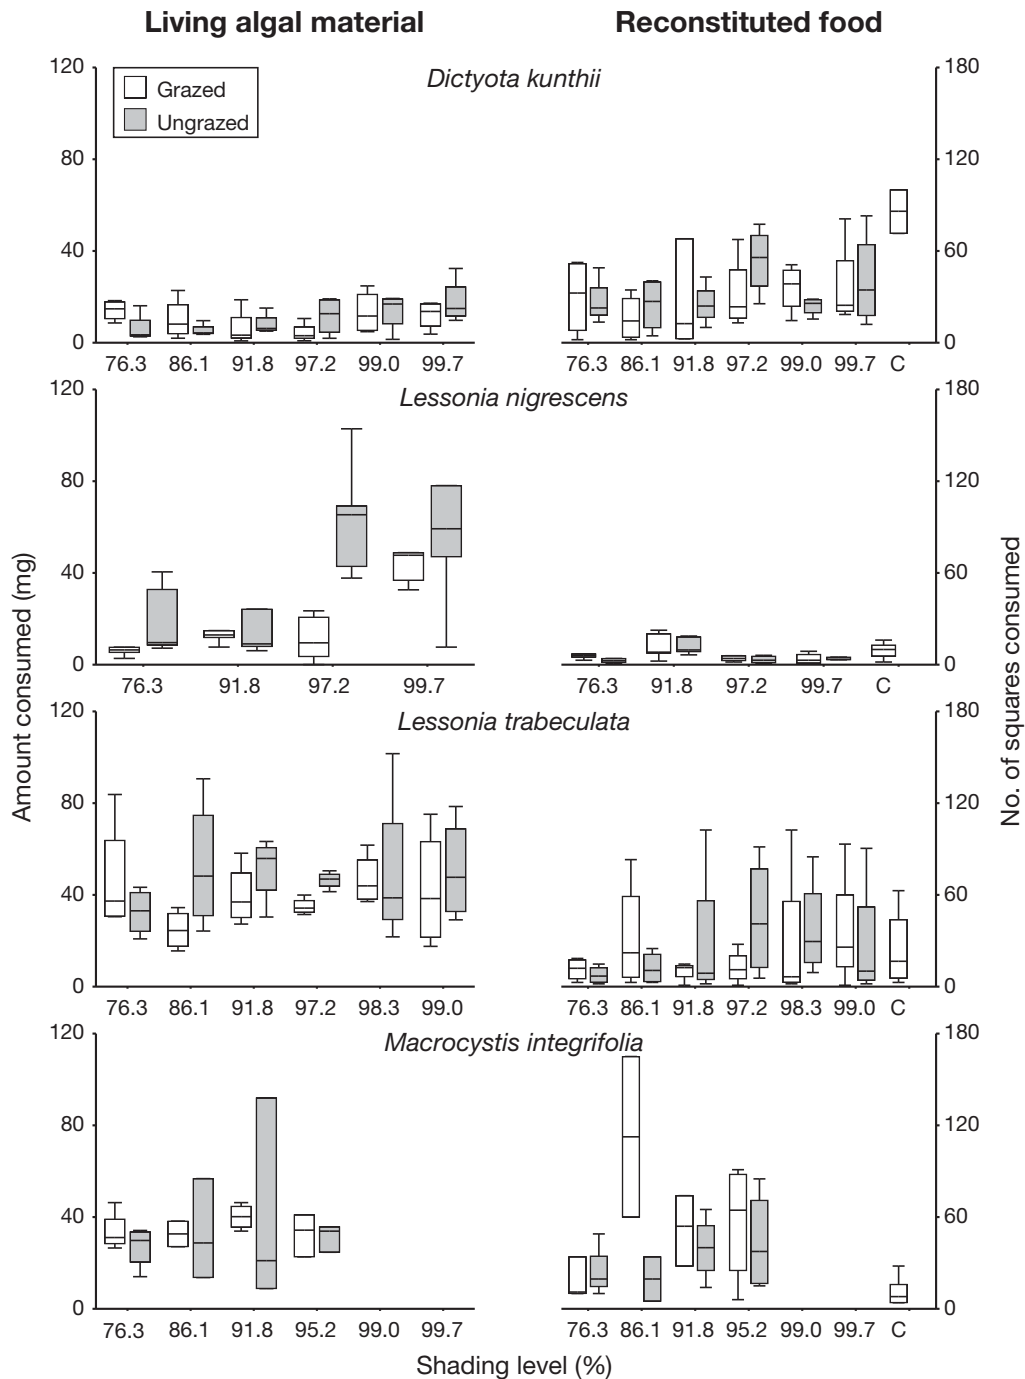 Living algal material Reconstituted food
120 180
Dictyota kunthii
Grazed
Ungrazed
80 120
40 60
0 0
76.3 86.1 91.8 97.2 99.0 99.7 76.3 86.1 91.8 97.2 99.0 99.7 C
120 180
Lessonia nigrescens
80 120
40 60
0 0
76.3 91.8 97.2 99.7 76.3 91.8 97.2 99.7 C
Amount consumed (mg)
No. of squares consumed
120 180
Lessonia trabeculata
80 120
40 60
0 0
76.3 86.1 91.8 97.2 98.3 99.0 76.3 86.1 91.8 97.2 98.3 99.0 C
120 180
Macrocystis integrifolia
80 120
40 60
0 0
76.3 86.1 91.8 95.2 99.0 99.7 76.3 86.1 91.8 95.2 99.0 99.7 C
Shading level (%)